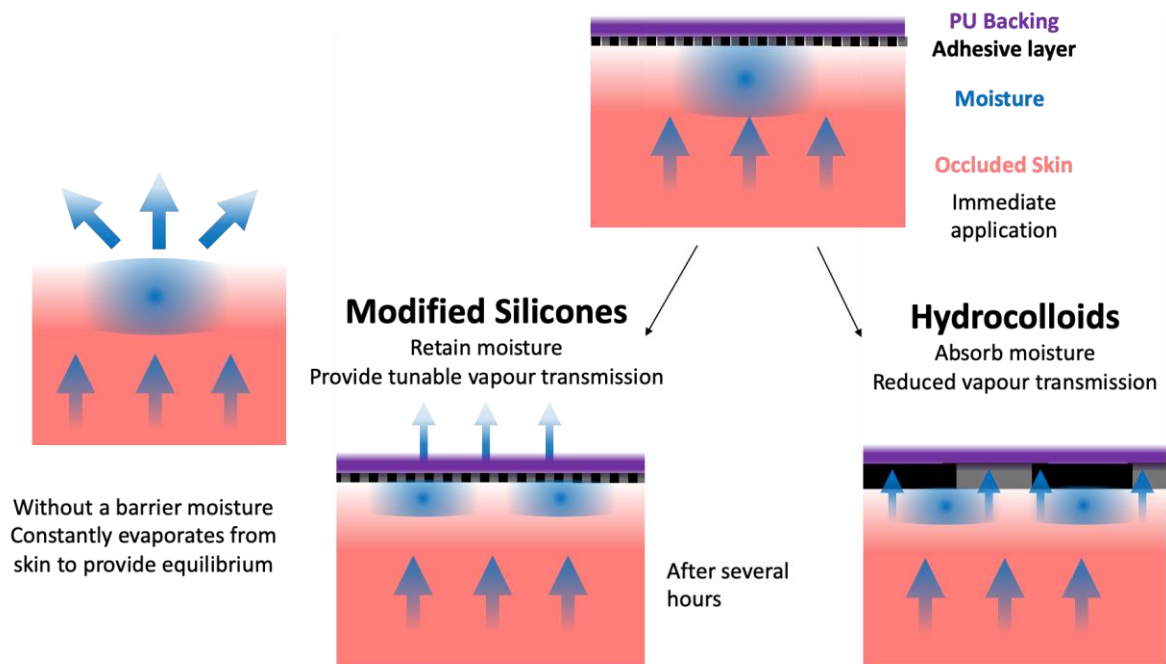 PU Backing
Adhesive layer
Moisture
Occluded Skin
Immediate
application
Modified Silicones
Retain moisture
Provide tunable vapour transmission
Hydrocolloids
Absorb moisture
Reduced vapour transmission
Without a barrier moisture
Constantly evaporates from
skin to provide equilibrium
After several
hours